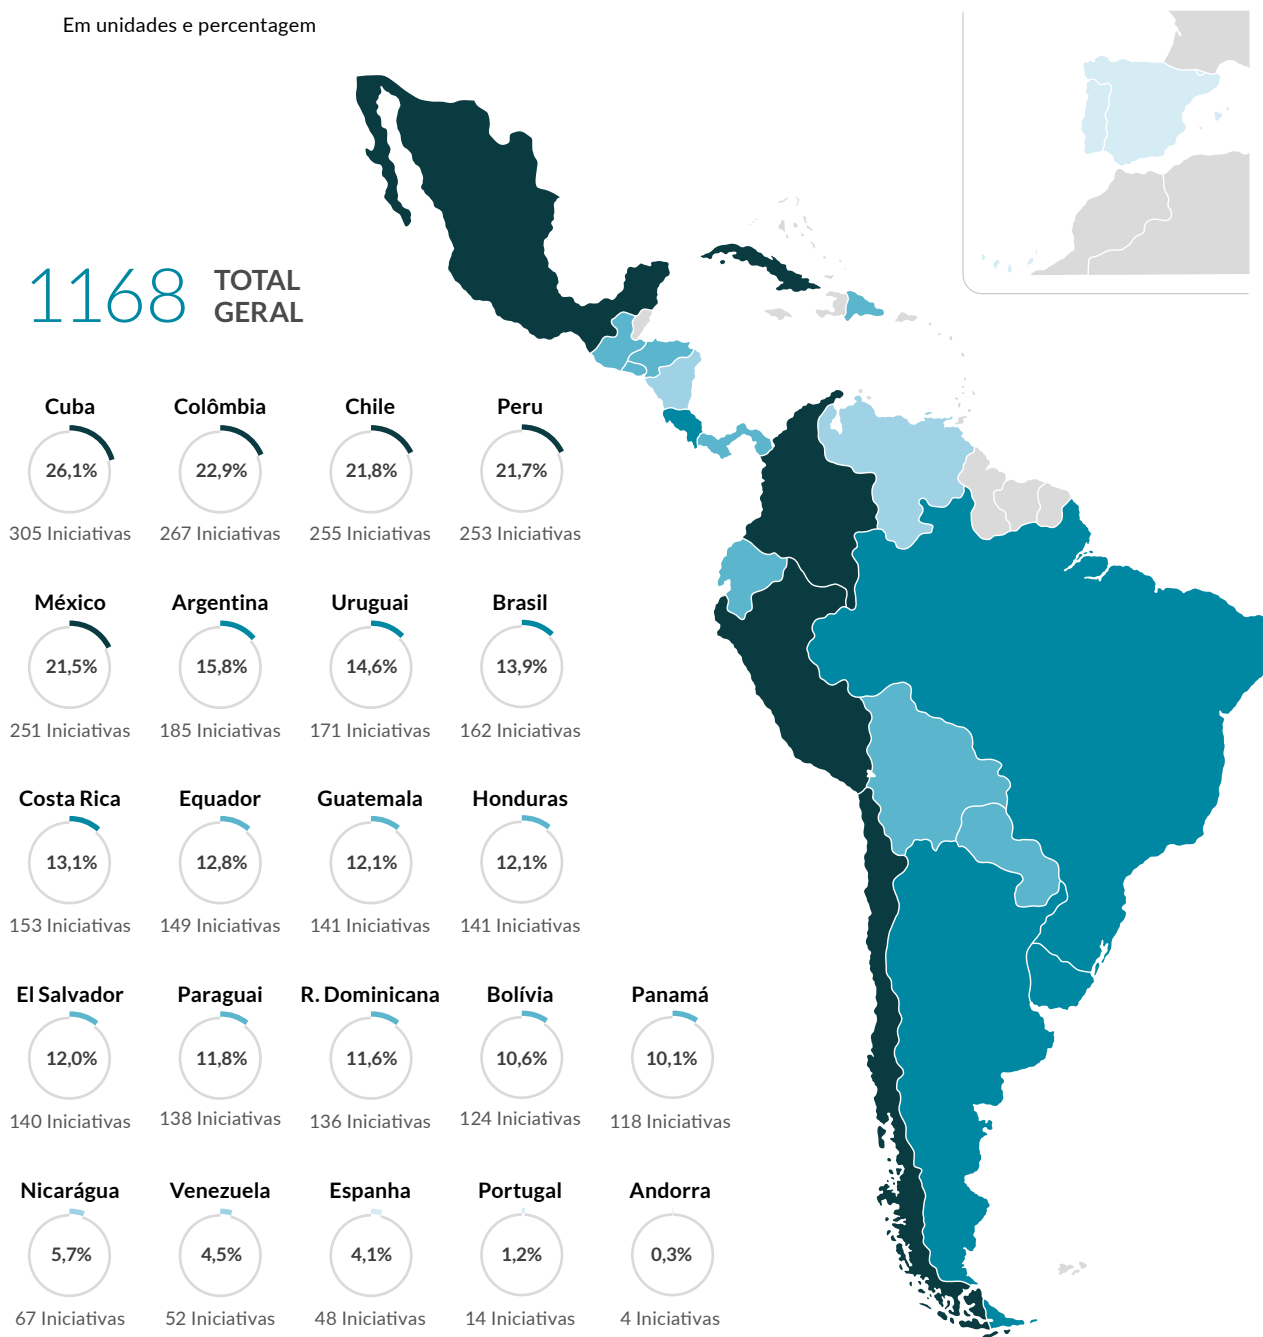 Em unidades e percentagem
1168
TOTAL
GERAL
Cuba
26,1%
305 Iniciativas
Colômbia
22,9%
267 Iniciativas
Chile
21,8%
255 Iniciativas
Peru
21,7%
253 Iniciativas
México
21,5%
251 Iniciativas
Argentina
15,8%
185 Iniciativas
Uruguai
14,6%
171 Iniciativas
Brasil
13,9%
162 Iniciativas
Costa Rica
13,1%
153 Iniciativas
Equador
12,8%
149 Iniciativas
Guatemala
12,1%
141 Iniciativas
Honduras
12,1%
141 Iniciativas
El Salvador
12,0%
140 Iniciativas
Paraguai
11,8%
138 Iniciativas
R. Dominicana
11,6%
136 Iniciativas
Bolívia
10,6%
124 Iniciativas
Panamá
10,1%
118 Iniciativas
Nicarágua
5,7%
67 Iniciativas
Venezuela
4,5%
52 Iniciativas
Espanha
4,1%
48 Iniciativas
Portugal
1,2%
14 Iniciativas
Andorra
0,3%
4 Iniciativas